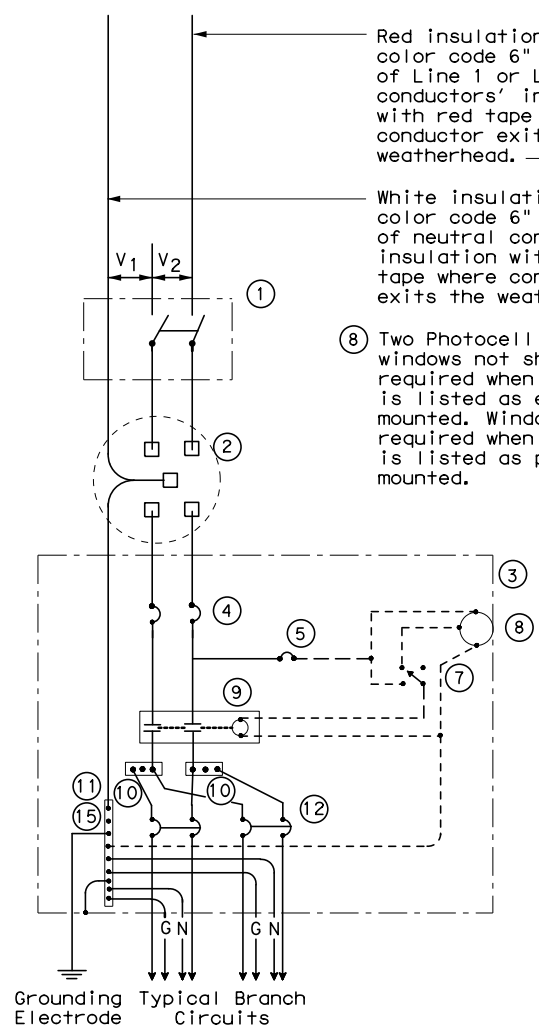 Red insulation
color code 6"
of Line 1 or L
conductors' in
with red tape
conductor exit
weatherhead.
White insulati
color code 6"
of neutral con
insulation wit
tape where con
exits the weat
V1 V2
1
8 Two Photocell
windows not sh
required when
is listed as e
mounted. Windo
required when
is listed as p
mounted.
2
3
4
5
8
7
9
11
10
10
12
15
G N
G N
Grounding
Electrode
Typical Branch
Circuits